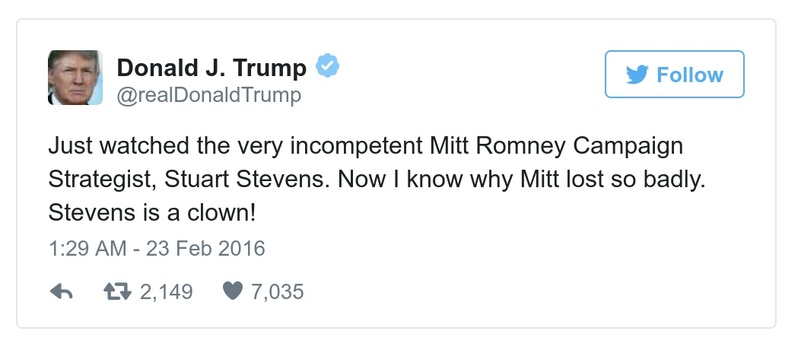 Donald J. Trump
@realDonaldTrump
Follow
Just watched the very incompetent Mitt Romney Campaign
Strategist, Stuart Stevens. Now I know why Mitt lost so badly.
Stevens is a clown!
1:29 AM - 23 Feb 2016
2,149 7,035